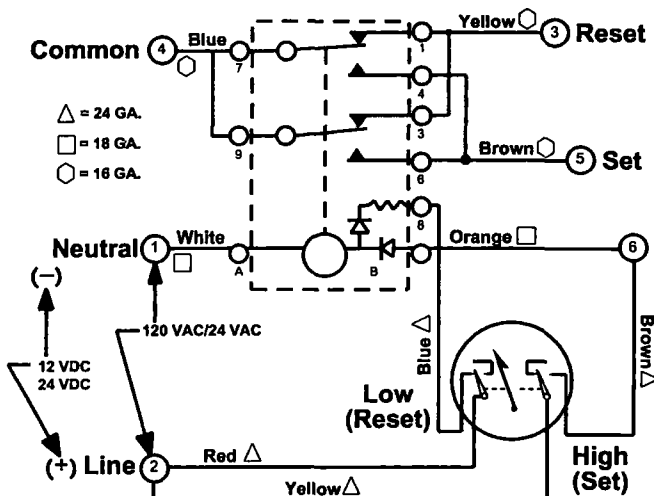 Common 4 Blue 7 1 Yellow 3 Reset
4
= 24 GA.
= 18 GA.
= 16 GA.
9 3
6 Brown 5 Set
8
Neutral 1 White A B Orange 6
(–)
120 VAC/24 VAC
12 VDC
24 VDC
Blue
Brown
Low
(Reset)
High
(Set)
(+) Line 2 Red
Yellow